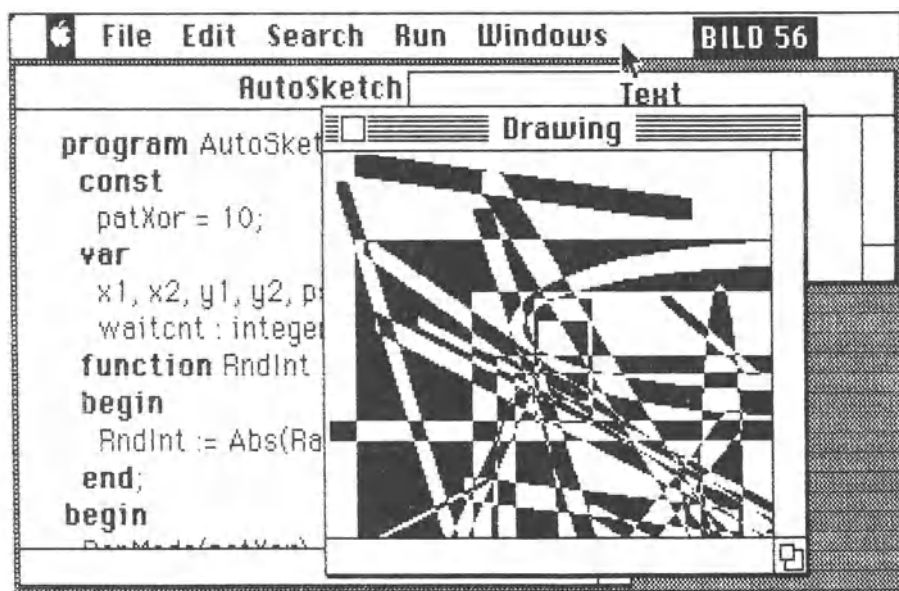 File Edit Search Run Windows BILD 56
AutoSketch
Text
Drawing
program AutoSket
const
patXor = 10;
var
x1, x2, y1, y2, p
waitcnt : integer
function RndInt
begin
RndInt := Abs(Ra
end;
begin